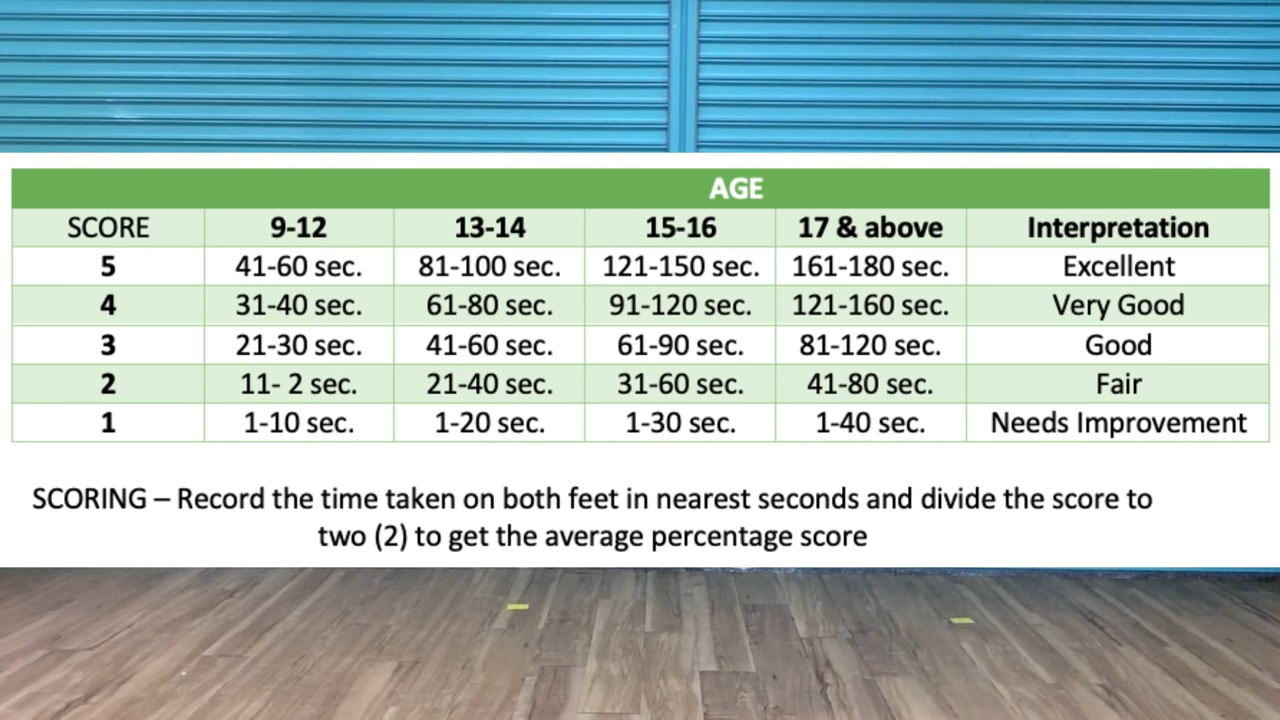 AGE
SCORE 9-12 13-14 15-16 17 & above Interpretation
5 41-60 sec. 81-100 sec. 121-150 sec. 161-180 sec. Excellent
4 31-40 sec. 61-80 sec. 91-120 sec. 121-160 sec. Very Good
3 21-30 sec. 41-60 sec. 61-90 sec. 81-120 sec. Good
2 11- 2 sec. 21-40 sec. 31-60 sec. 41-80 sec. Fair
1 1-10 sec. 1-20 sec. 1-30 sec. 1-40 sec. Needs Improvement
SCORING – Record the time taken on both feet in nearest seconds and divide the score to
two (2) to get the average percentage score